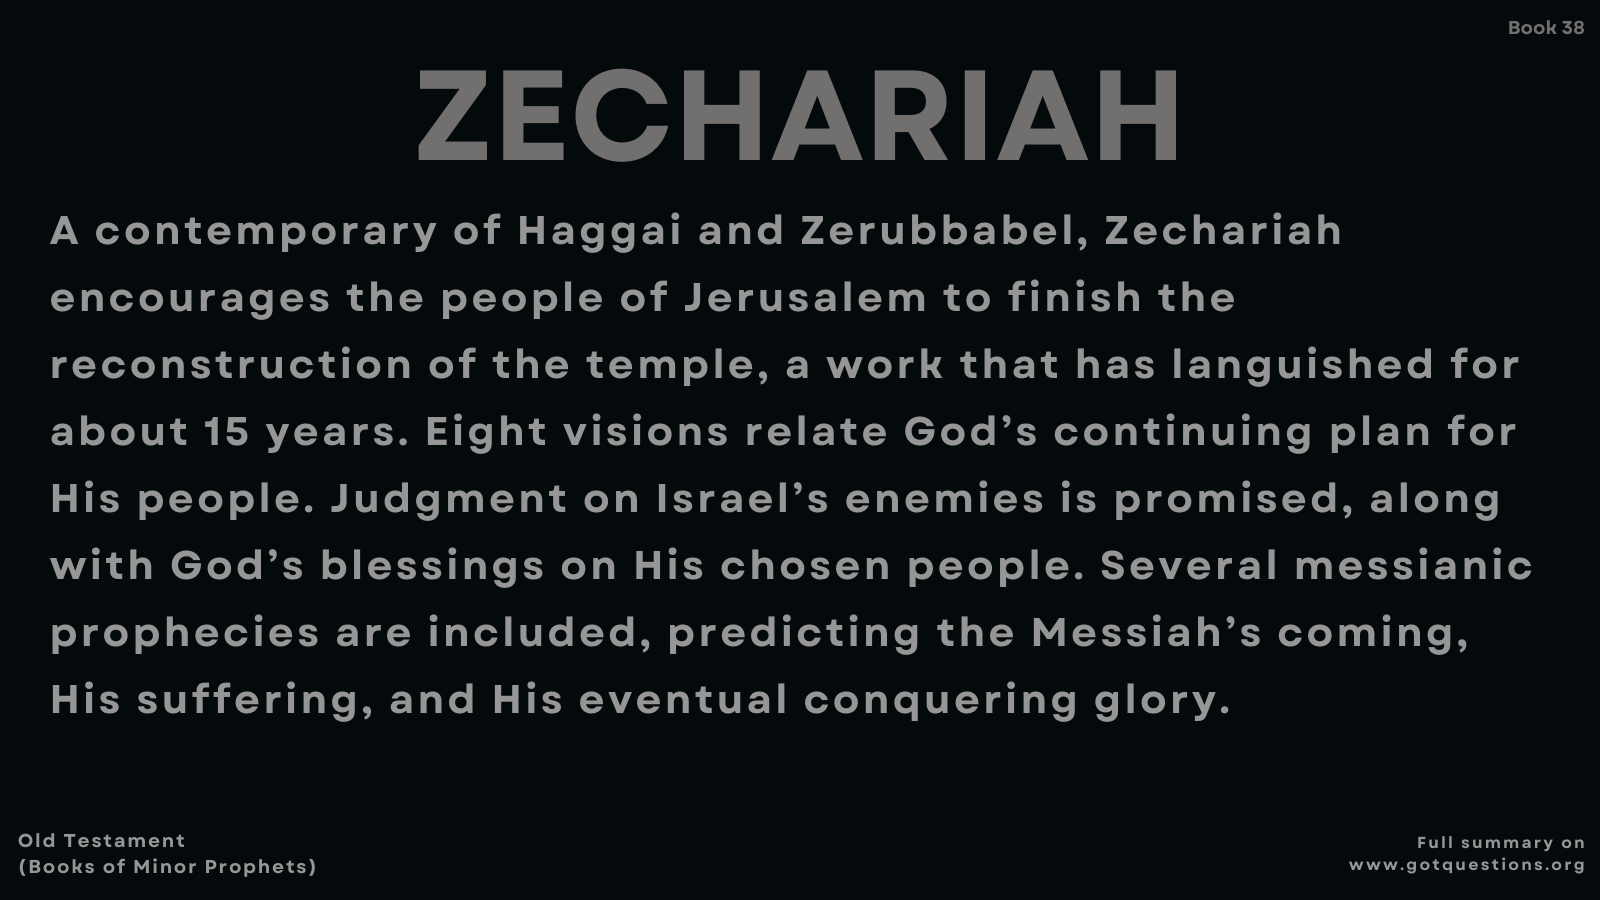 Book 38
ZECHARIAH
A contemporary of Haggai and Zerubbabel, Zechariah
encourages the people of Jerusalem to finish the
reconstruction of the temple, a work that has languished for
about 15 years. Eight visions relate God’s continuing plan for
His people. Judgment on Israel’s enemies is promised, along
with God’s blessings on His chosen people. Several messianic
prophecies are included, predicting the Messiah’s coming,
His suffering, and His eventual conquering glory.
Old Testament
(Books of Minor Prophets)
Full summary on
www.gotquestions.org